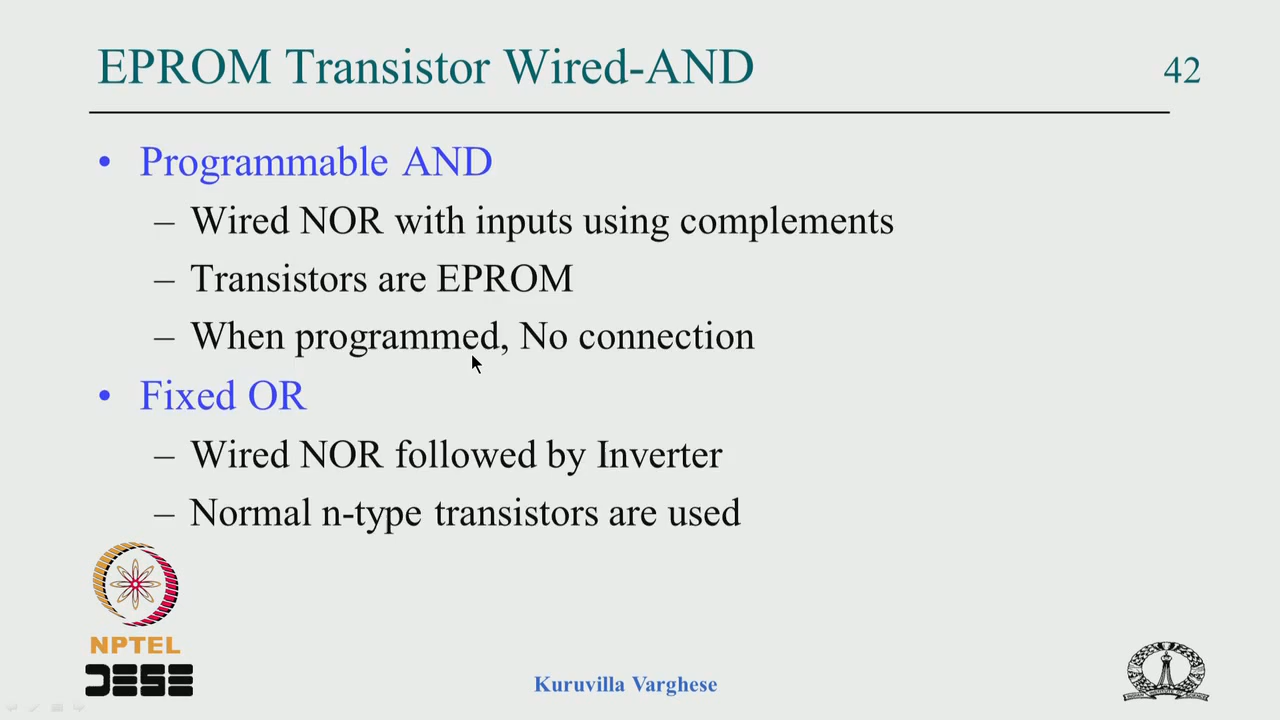 EPROM Transistor Wired-AND
42
• Programmable AND
– Wired NOR with inputs using complements
– Transistors are EPROM
– When programmed, No connection
• Fixed OR
– Wired NOR followed by Inverter
– Normal n-type transistors are used
NPTEL
DESE
Kuruvilla Varghese